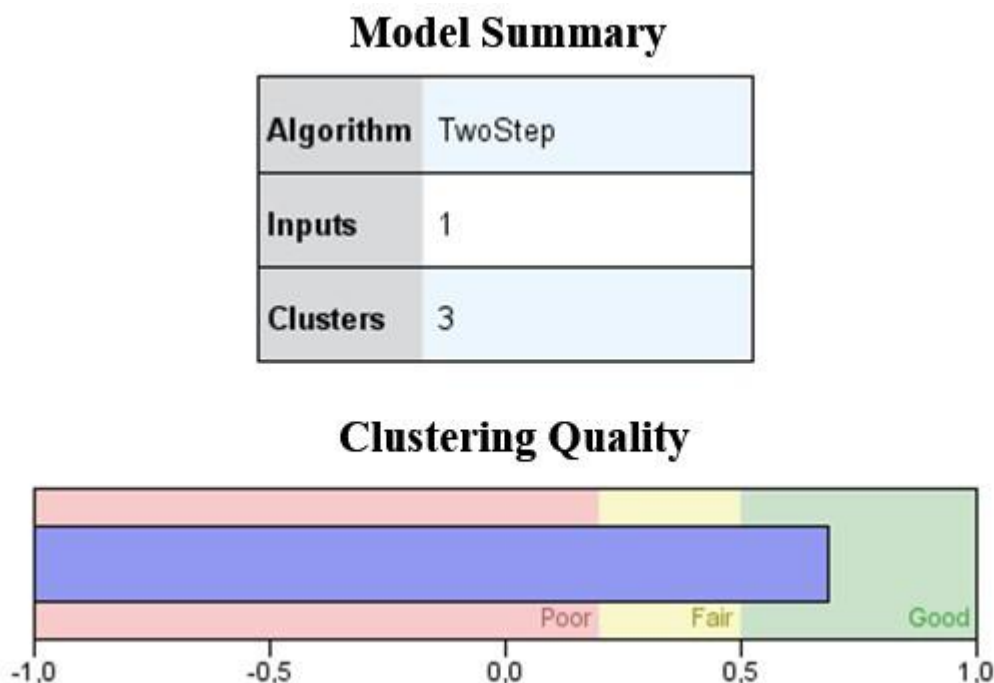 Model Summary
Algorithm TwoStep
Inputs 1
Clusters 3
Clustering Quality
Poor Fair Good
-1,0 -0,5 0,0 0,5 1,0